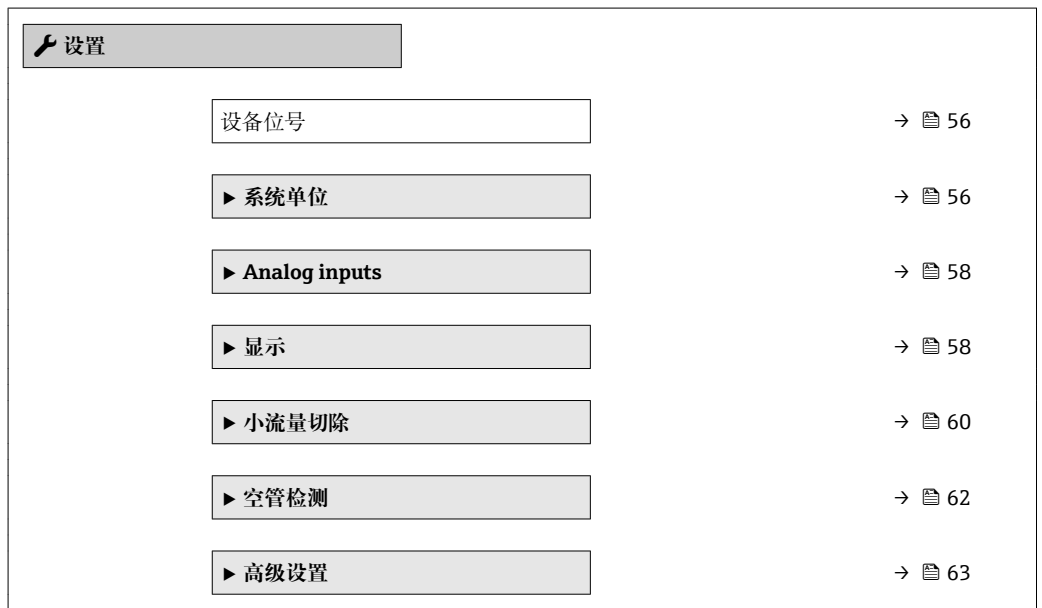 设置
设备位号 → 56
▶ 系统单位 → 56
▶ Analog inputs → 58
▶ 显示 → 58
▶ 小流量切除 → 60
▶ 空管检测 → 62
▶ 高级设置 → 63